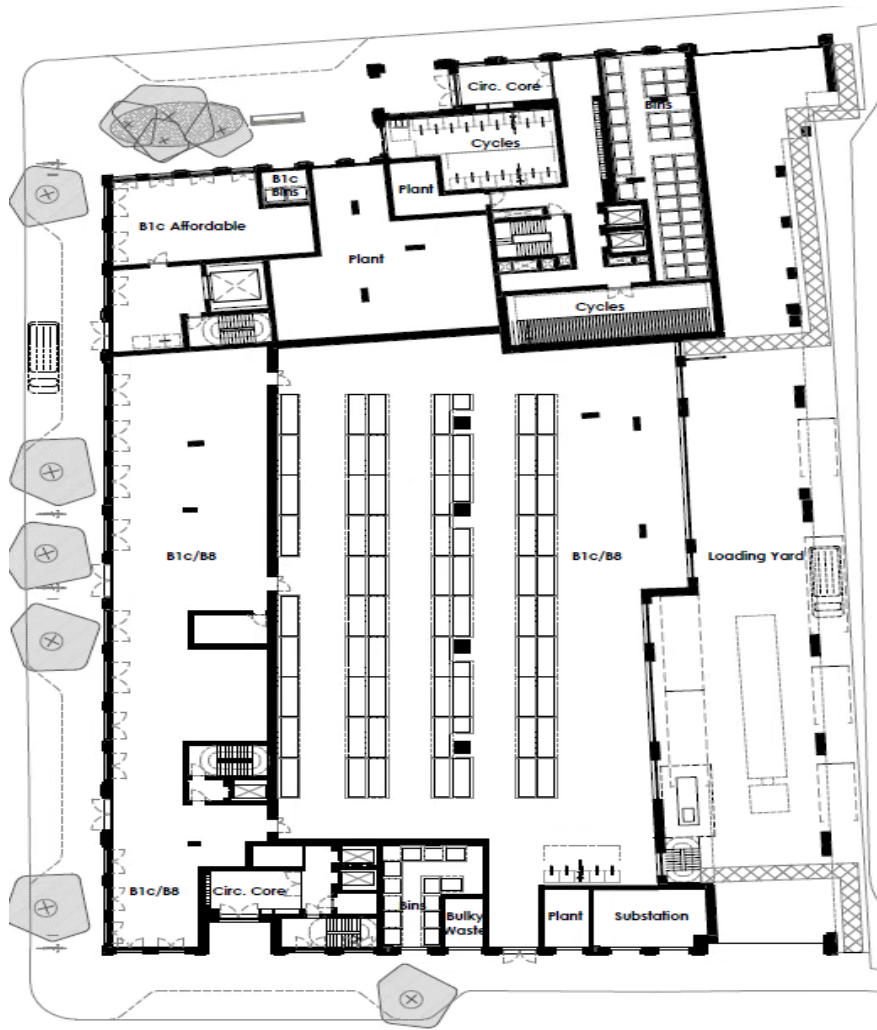 Circ. Core
Bins
Cycles
B1c
Bins
Plant
B1c Affordable
Plant
Cycles
B1c/B8
B1c/B8
Loading Yard
B1c/B8
Circ. Core
Bins
Bulky
Waste
Plant
Substation